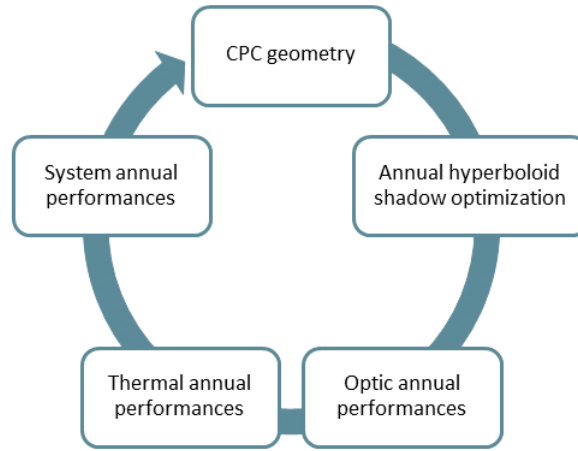 CPC geometry
Annual hyperboloid
shadow optimization
Optic annual
performances
Thermal annual
performances
System annual
performances